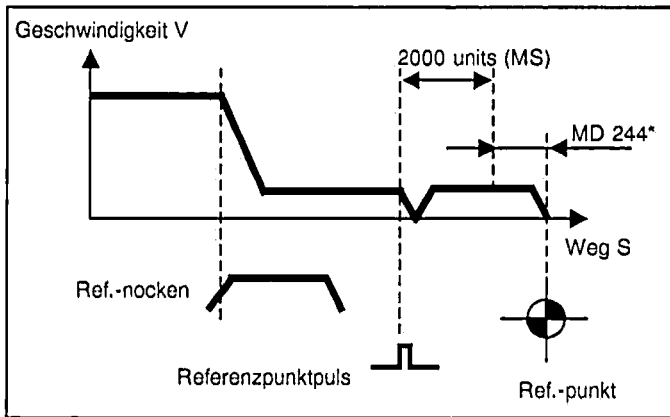 Geschwindigkeit V
2000 units (MS)
MD 244*
Weg S
Ref.-nocken
Referenzpunktpuls
Ref.-punkt